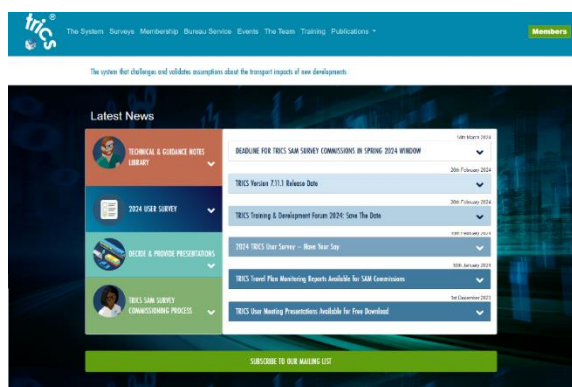 trics®
The System Surveys Membership Bureau Service Events The Team Training Publications
Members
The system that challenges and validates assumptions about the transport impacts of new developments
Latest News
TECHNICAL & GUIDANCE NOTES
LIBRARY
2024 USER SURVEY
DECIDE & PROVIDE PRESENTATIONS
TRICS SAM SURVEY
COMMISSIONING PROCESS
14th March 2024
DEADLINE FOR TRICS SAM SURVEY COMMISSIONS IN SPRING 2024 WINDOW
20th February 2024
TRICS Version 7.11.1 Release Date
20th February 2024
TRICS Training & Development Forum 2024: Save The Date
February 2024
2024 TRICS User Survey – Have Your Say
January 2024
TRICS Travel Plan Monitoring Reports Available for SAM Commissions
1st December 2023
TRICS User Meeting Presentations Available for Free Download
SUBSCRIBE TO OUR MAILING LIST